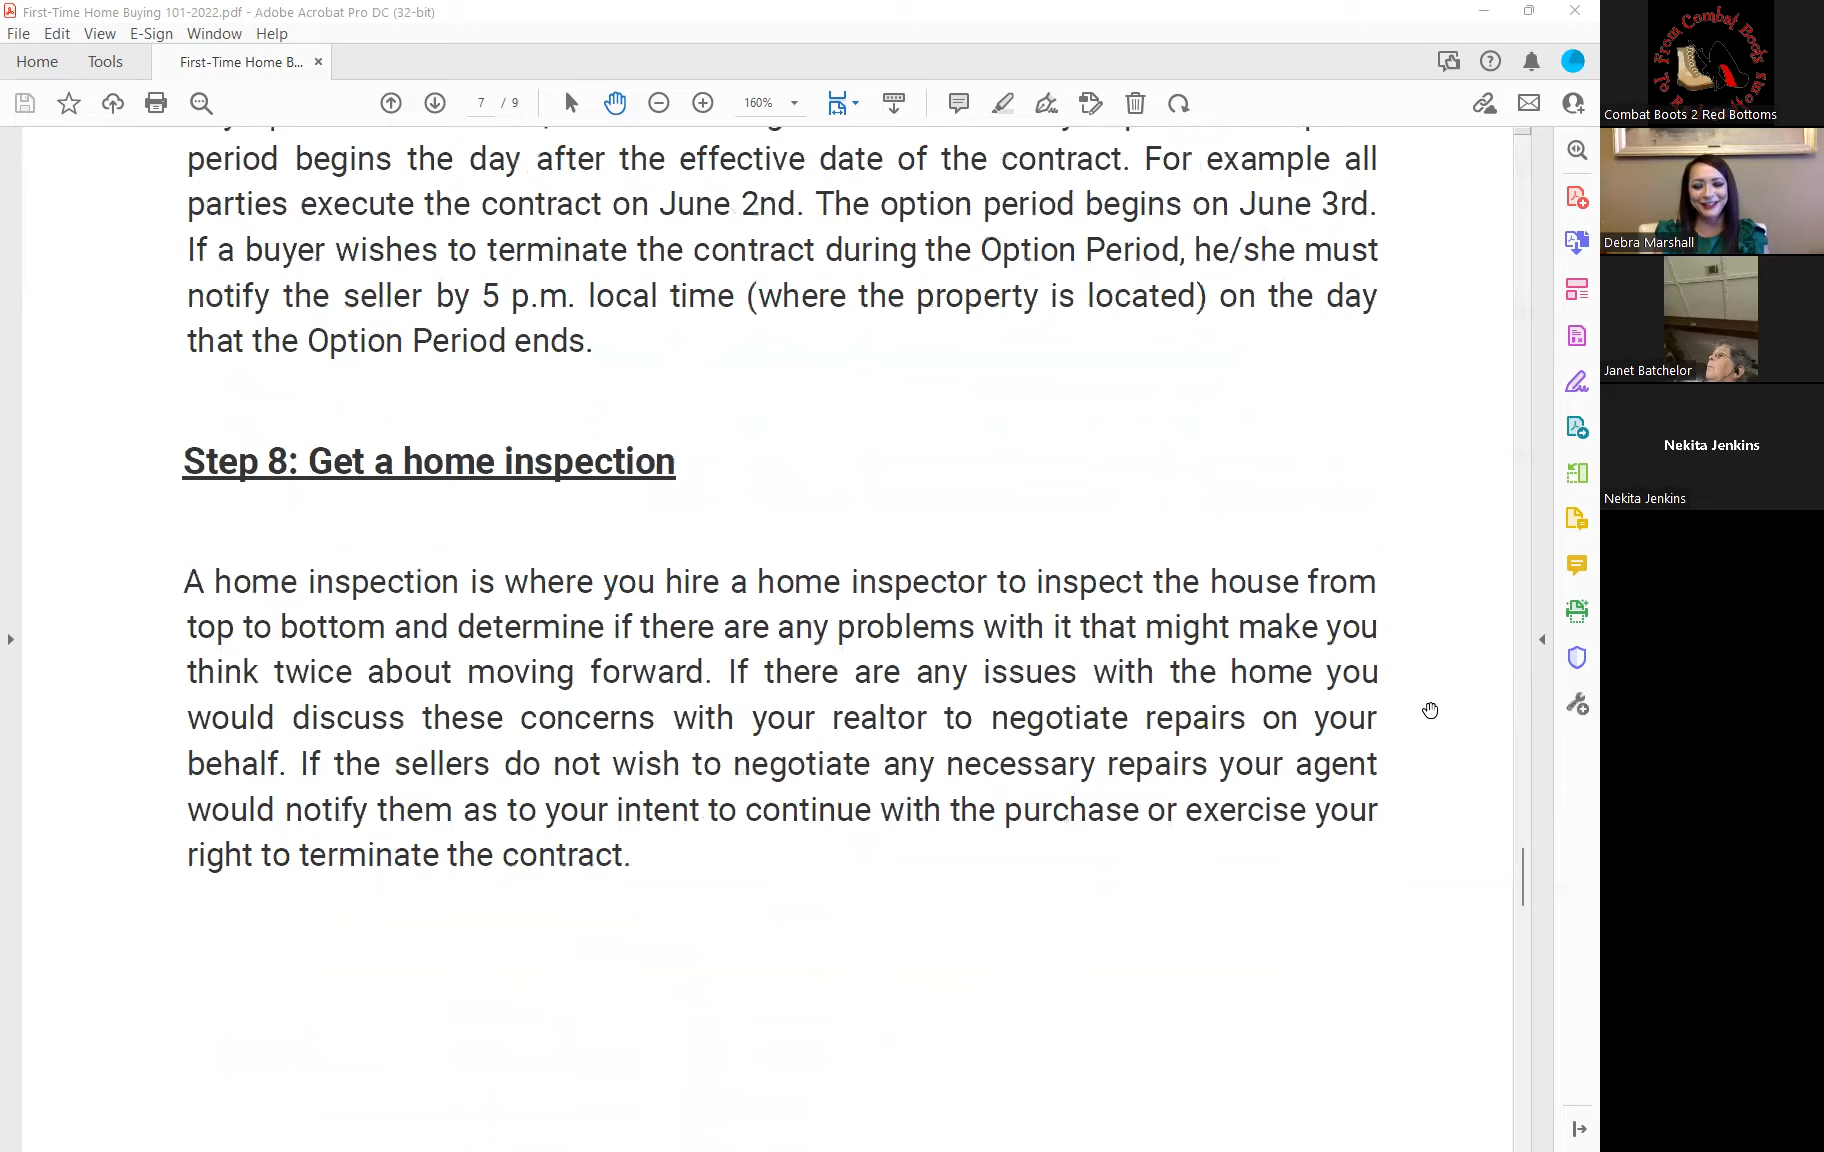 First-Time Home Buying 101-2022.pdf - Adobe Acrobat Pro DC (32-bit)
File Edit View E-Sign Window Help
Home Tools First-Time Home B... ×
7 / 9 160%
period begins the day after the effective date of the contract. For example all
parties execute the contract on June 2nd. The option period begins on June 3rd.
If a buyer wishes to terminate the contract during the Option Period, he/she must
notify the seller by 5 p.m. local time (where the property is located) on the day
that the Option Period ends.
Step 8: Get a home inspection
A home inspection is where you hire a home inspector to inspect the house from
top to bottom and determine if there are any problems with it that might make you
think twice about moving forward. If there are any issues with the home you
would discuss these concerns with your realtor to negotiate repairs on your
behalf. If the sellers do not wish to negotiate any necessary repairs your agent
would notify them as to your intent to continue with the purchase or exercise your
right to terminate the contract.
From Combat Boots
Combat Boots 2 Red Bottoms
Debra Marshall
Janet Batchelor
Nekita Jenkins
Nekita Jenkins